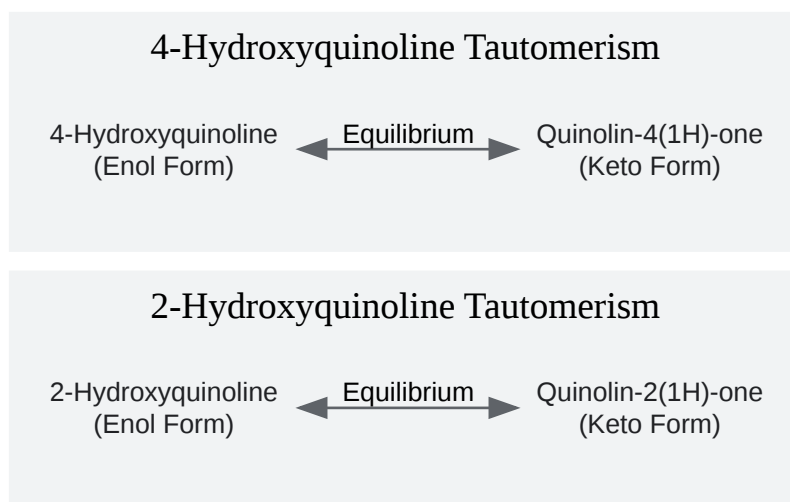 4-Hydroxyquinoline Tautomerism
4-Hydroxyquinoline
(Enol Form)
Equilibrium
Quinolin-4(1H)-one
(Keto Form)
2-Hydroxyquinoline Tautomerism
2-Hydroxyquinoline
(Enol Form)
Equilibrium
Quinolin-2(1H)-one
(Keto Form)